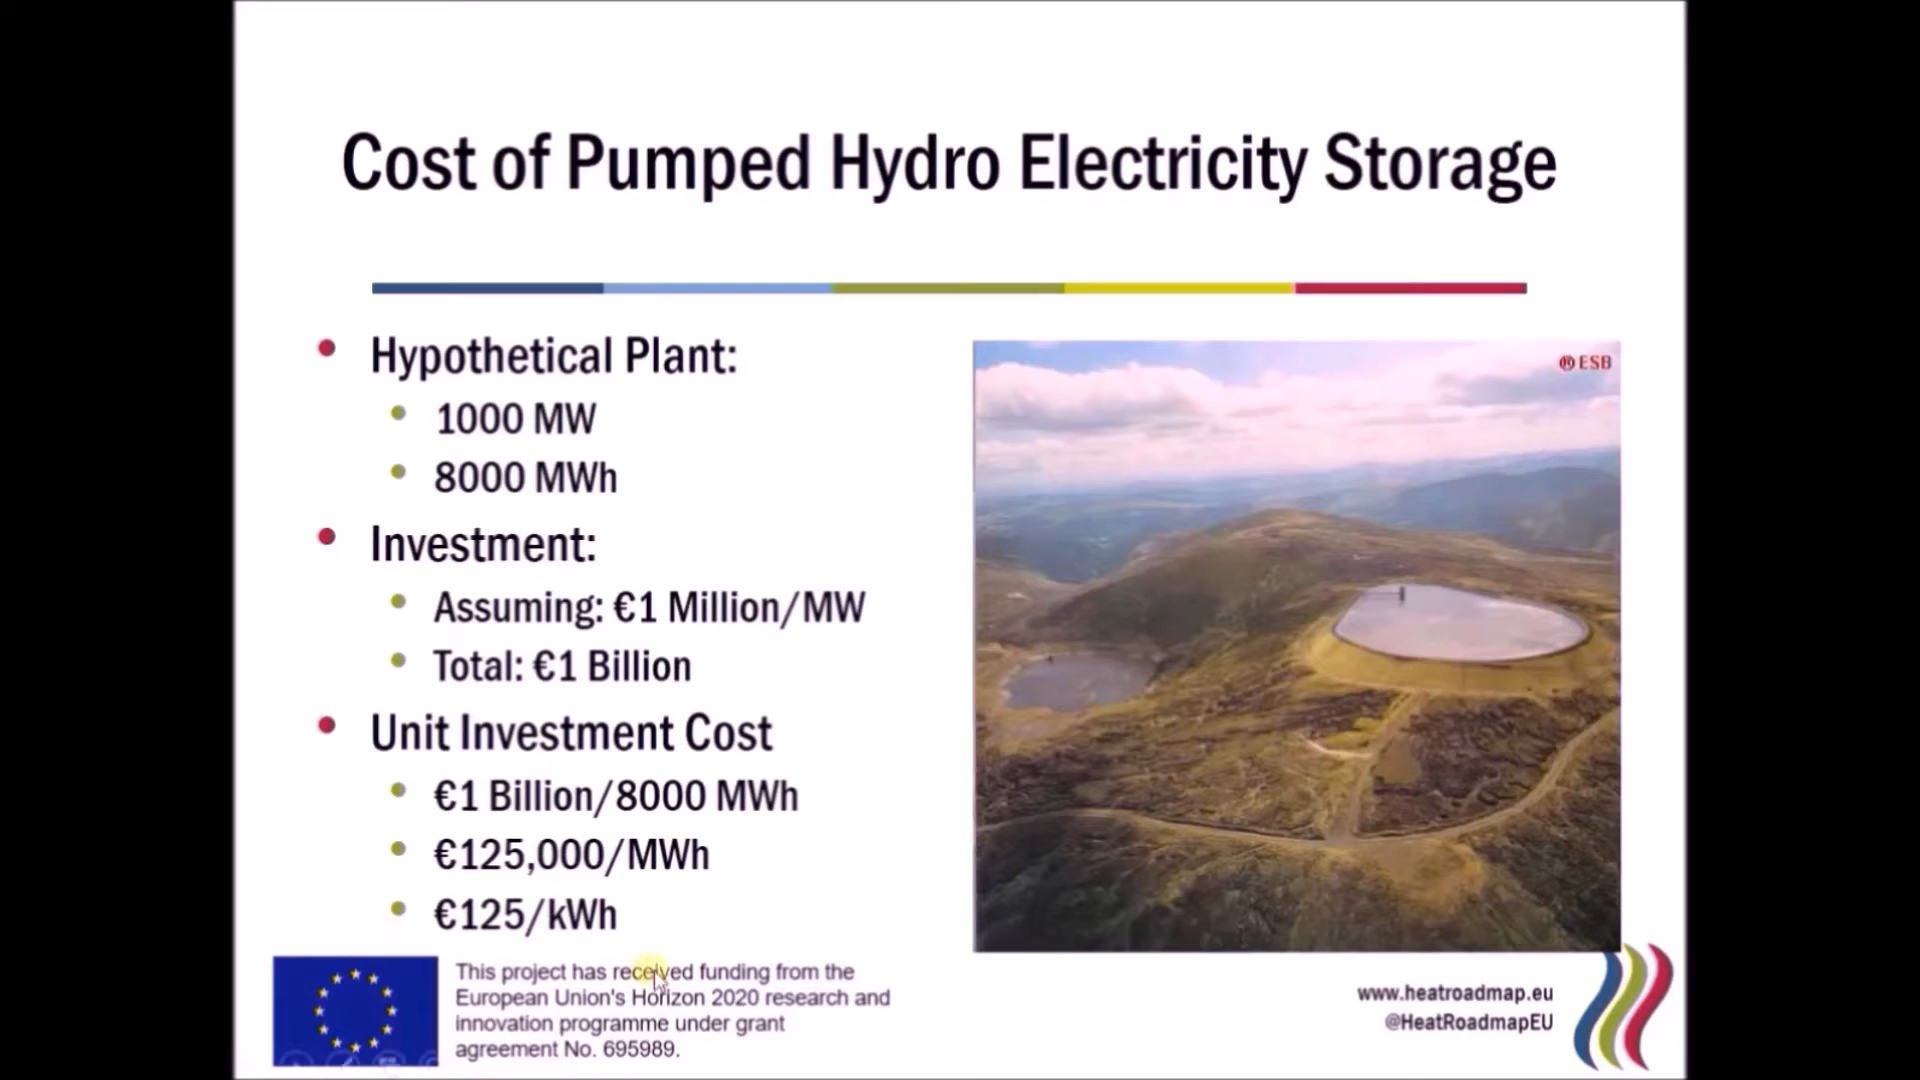 Cost of Pumped Hydro Electricity Storage
Hypothetical Plant:
1000 MW
8000 MWh
Investment:
Assuming: €1 Million/MW
Total: €1 Billion
Unit Investment Cost
€1 Billion/8000 MWh
€125,000/MWh
€125/kWh
ESB
This project has received funding from the
European Union's Horizon 2020 research and
innovation programme under grant
agreement No. 695989.
www.heatroadmap.eu
@HeatRoadmapEU